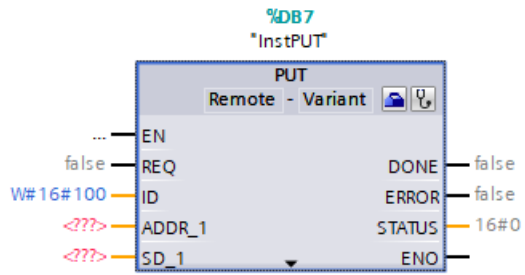 %DB7
"InstPUT"
PUT
Remote - Variant
... EN
false REQ DONE false
W#16#100 ID ERROR false
<???> ADDR_1 STATUS 16#0
<???> SD_1 ENO